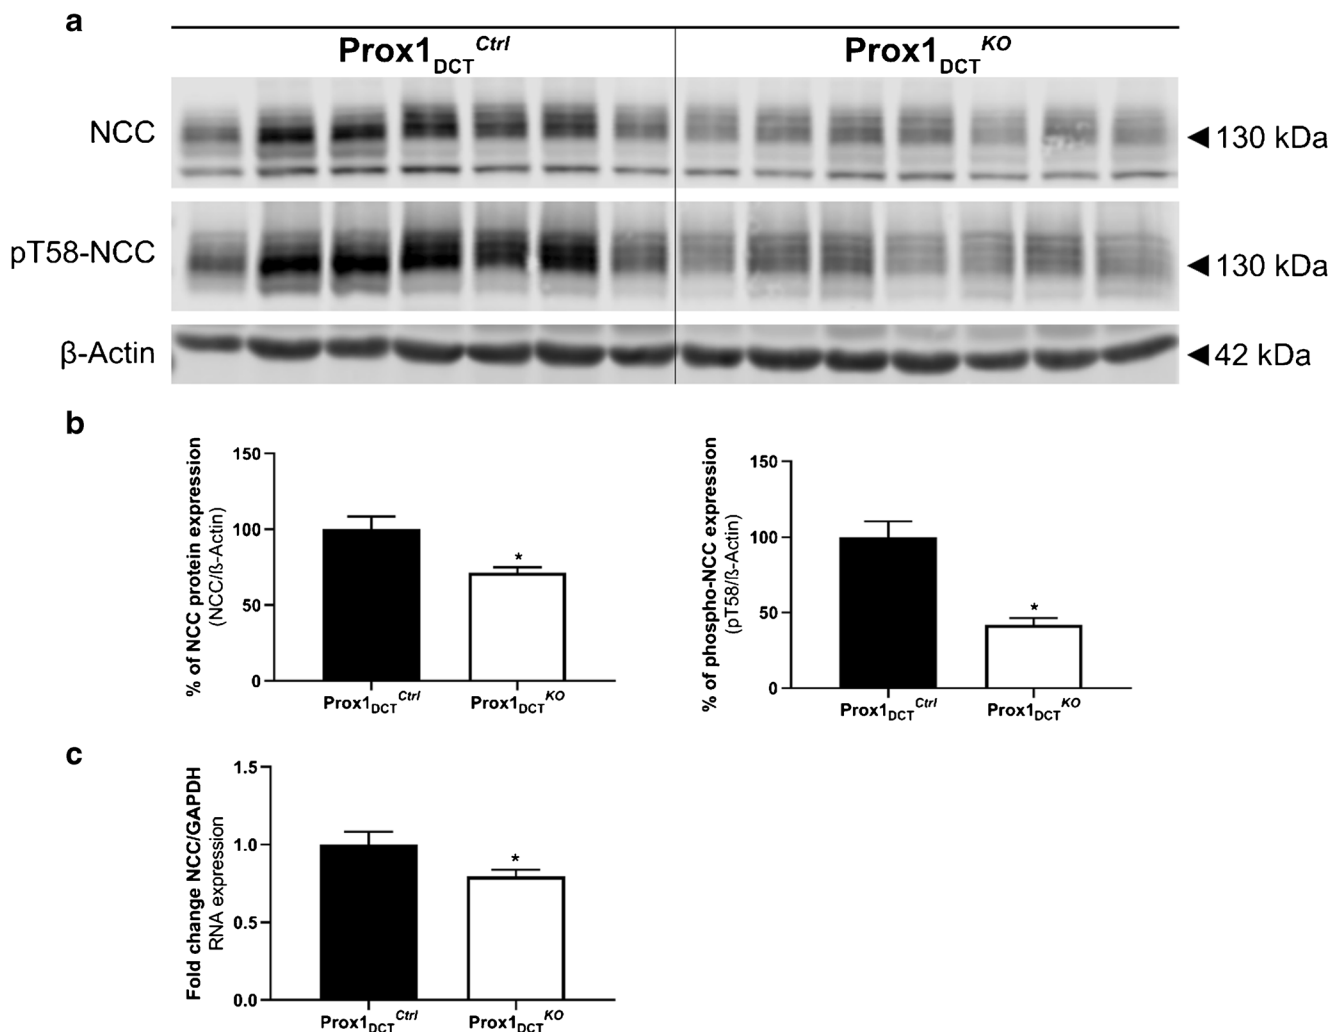 a
Prox1DCTCtrl Prox1DCTKO
NCC ◄130 kDa
pT58-NCC ◄130 kDa
β-Actin ◄42 kDa
b
% of NCC protein expression
(NCC/ß-Actin)
150
100
50
0
*
Prox1DCTCtrl Prox1DCTKO
% of phospho-NCC expression
(pT58/ß-Actin)
150
100
50
0
*
Prox1DCTCtrl Prox1DCTKO
c
Fold change NCC/GAPDH
RNA expression
1.5
1.0
0.5
0.0
*
Prox1DCTCtrl Prox1DCTKO